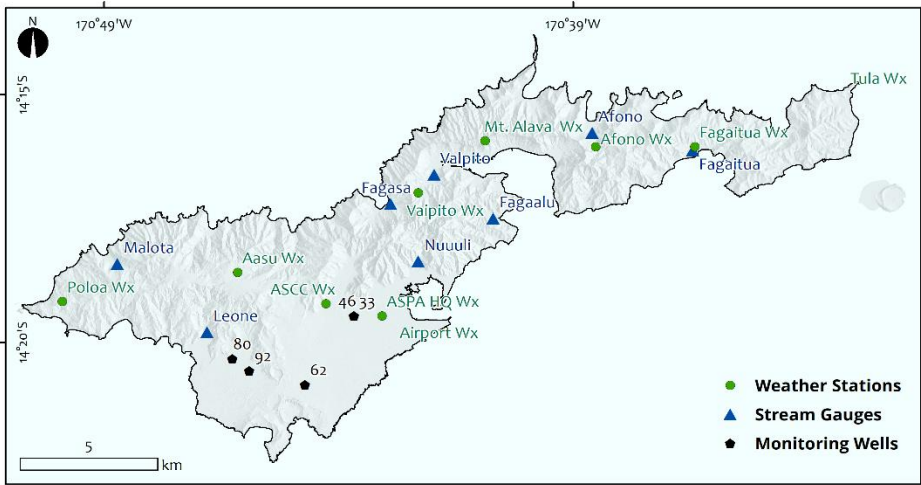 170°49'W
170°39'W
N
14°15'S
Tula Wx
Afono
Mt. Alava Wx
Afono Wx
Fagaitua Wx
Valpito
Fagaitua
Fagasa
Vaipito Wx
Fagaalu
Malota
Nuuuli
Aasu Wx
Poloa Wx
ASCC Wx
46 33
ASPA HQ Wx
Leone
Airport Wx
14°20'S
80
92
62
Weather Stations
Stream Gauges
Monitoring Wells
5
km